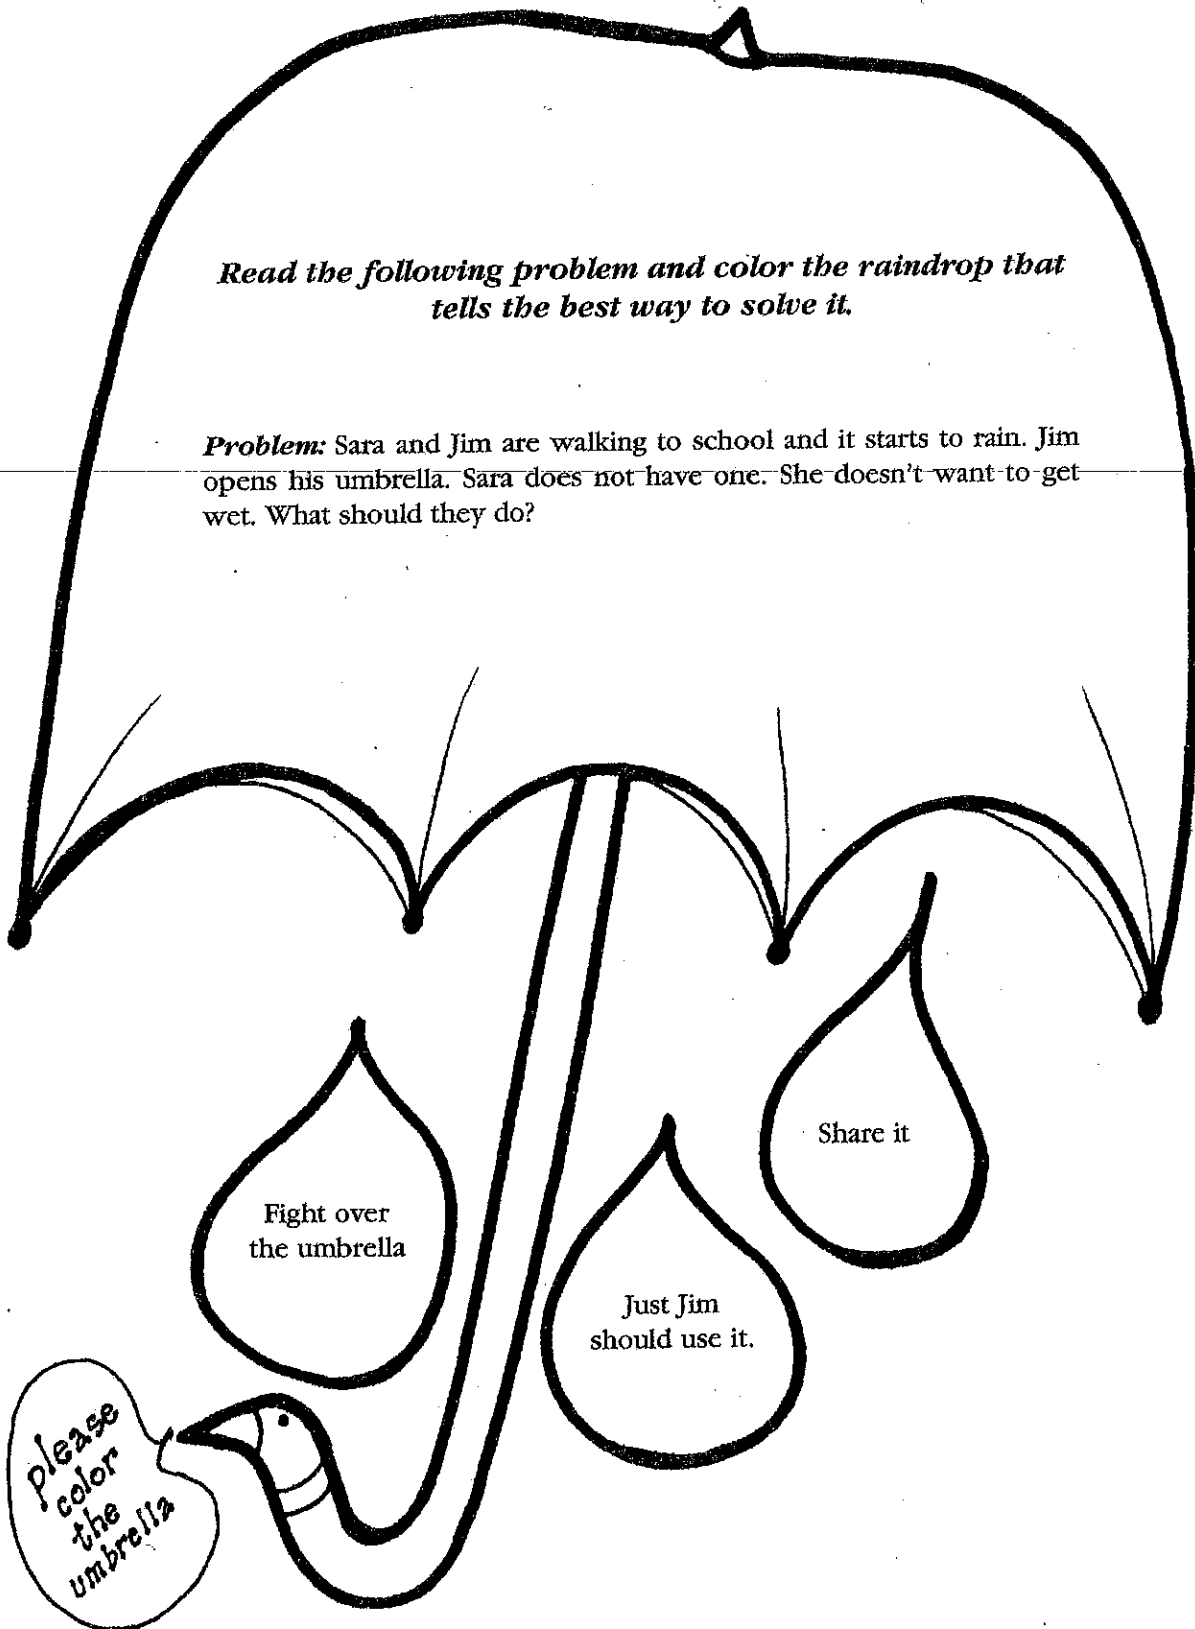 Read the following problem and color the raindrop that
tells the best way to solve it.
Problem: Sara and Jim are walking to school and it starts to rain. Jim
opens his umbrella. Sara does not have one. She doesn't want to get
wet. What should they do?
Share it
Fight over
the umbrella
Just Jim
should use it.
please
color
the
umbrella